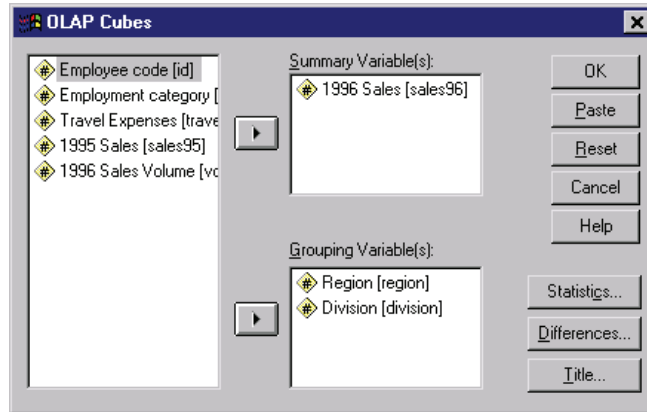 OLAP Cubes
Employee code [id]
Employment category [
Travel Expenses [trave
1995 Sales [sales95]
1996 Sales Volume [vo
Summary Variable(s):
1996 Sales [sales96]
Grouping Variable(s):
Region [region]
Division [division]
OK
Paste
Reset
Cancel
Help
Statistics...
Differences...
Title...